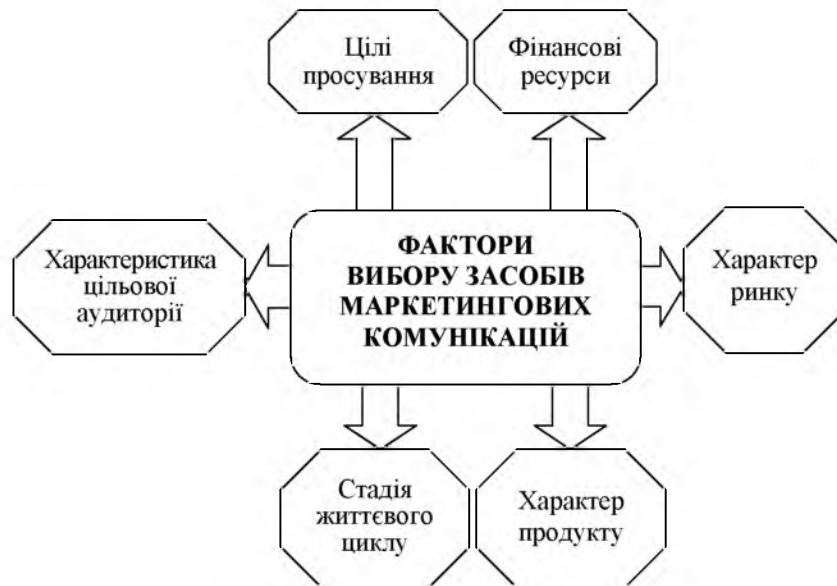 Цілі
просування
Фінансові
ресурси
Характеристика
цільової
аудиторії
ФАКТОРИ
ВИБОРУ ЗАСОБІВ
МАРКЕТИНГОВИХ
КОМУНІКАЦІЙ
Характер
ринку
Стадія
життєвого
циклу
Характер
продукту